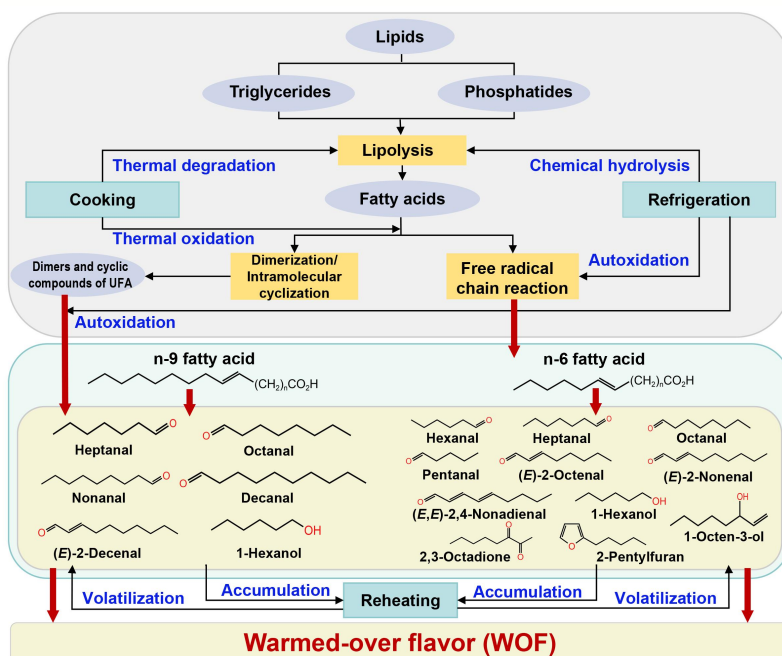 Lipids
Triglycerides
Phosphatides
Lipolysis
Thermal degradation
Chemical hydrolysis
Cooking
Fatty acids
Refrigeration
Thermal oxidation
Dimers and cyclic
compounds of UFA
Dimerization/
Intramolecular
cyclization
Free radical
chain reaction
Autoxidation
Autoxidation
n-9 fatty acid
n-6 fatty acid
(CH₂)ₙCO₂H
(CH₂)ₙCO₂H
O
Heptanal
O
Octanal
O
Hexanal
O
Heptanal
O
Octanal
O
Pentanal
O
(E)-2-Octenal
O
(E)-2-Nonenal
O
Nonanal
O
Decanal
O
(E,E)-2,4-Nonadienal
OH
1-Hexanol
OH
1-Octen-3-ol
O
(E)-2-Decenal
OH
1-Hexanol
O
O
2,3-Octadione
O
2-Pentylfuran
Volatilization
Accumulation
Reheating
Accumulation
Volatilization
Warmed-over flavor (WOF)